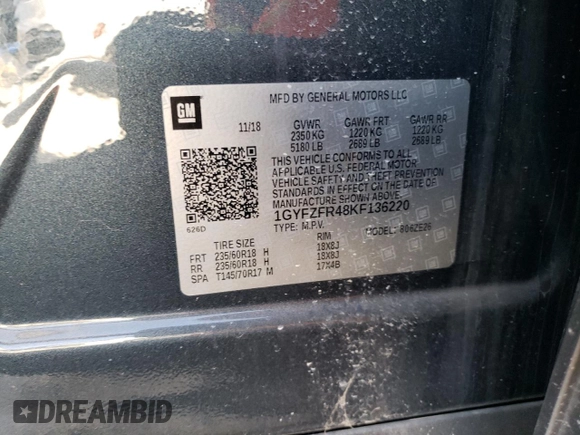 GM
MFD BY GENERAL MOTORS LLC
11/18
GVWR GAWR FRT GAWR RR
2350 KG 1220 KG 1220 KG
5180 LB 2689 LB 2689 LB
THIS VEHICLE CONFORMS TO ALL
APPLICABLE U.S. FEDERAL MOTOR
VEHICLE SAFETY AND THEFT
PREVENTION STANDARDS IN EFFECT ON
THE DATE OF MANUFACTURE SHOWN ABOVE.
1GYFZFR48KF136220
626D
TYPE: M.P.V. MODEL:
TIRE SIZE RIM
FRT 235/60R18 H 18X8J
RR 235/60R18 H 18X8J
SPA T145/70R17 M 17X4B
DREAMBID